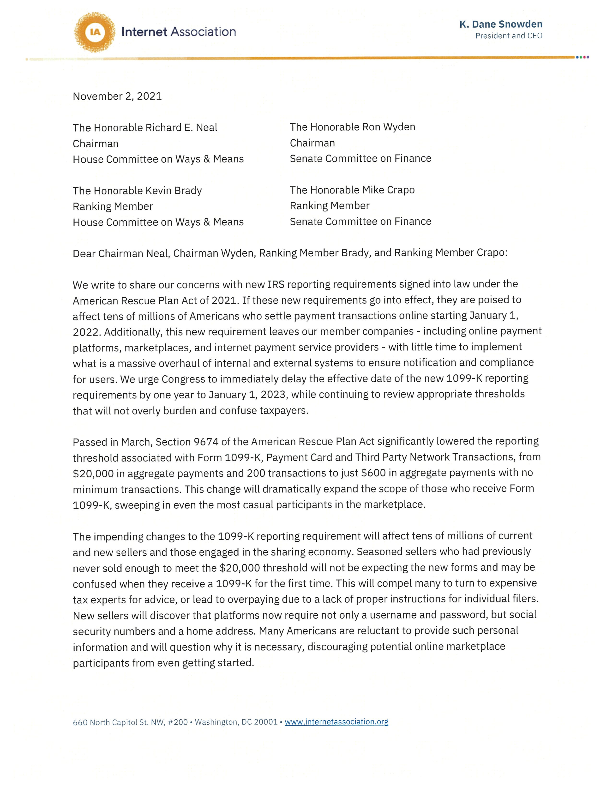 IA
Internet Association
K. Dane Snowden
President and CEO
November 2, 2021
The Honorable Richard E. Neal
Chairman
House Committee on Ways & Means
The Honorable Ron Wyden
Chairman
Senate Committee on Finance
The Honorable Kevin Brady
Ranking Member
House Committee on Ways & Means
The Honorable Mike Crapo
Ranking Member
Senate Committee on Finance
Dear Chairman Neal, Chairman Wyden, Ranking Member Brady, and Ranking Member Crapo:
We write to share our concerns with new IRS reporting requirements signed into law under the
American Rescue Plan Act of 2021. If these new requirements go into effect, they are poised to
affect tens of millions of Americans who settle payment transactions online starting January 1,
2022. Additionally, this new requirement leaves our member companies - including online payment
platforms, marketplaces, and internet payment service providers - with little time to implement
what is a massive overhaul of internal and external systems to ensure notification and compliance
for users. We urge Congress to immediately delay the effective date of the new 1099-K reporting
requirements by one year to January 1, 2023, while continuing to review appropriate thresholds
that will not overly burden and confuse taxpayers.
Passed in March, Section 9674 of the American Rescue Plan Act significantly lowered the reporting
threshold associated with Form 1099-K, Payment Card and Third Party Network Transactions, from
$20,000 in aggregate payments and 200 transactions to just $600 in aggregate payments with no
minimum transactions. This change will dramatically expand the scope of those who receive Form
1099-K, sweeping in even the most casual participants in the marketplace.
The impending changes to the 1099-K reporting requirement will affect tens of millions of current
and new sellers and those engaged in the sharing economy. Seasoned sellers who had previously
never sold enough to meet the $20,000 threshold will not be expecting the new forms and may be
confused when they receive a 1099-K for the first time. This will compel many to turn to expensive
tax experts for advice, or lead to overpaying due to a lack of proper instructions for individual filers.
New sellers will discover that platforms now require not only a username and password, but social
security numbers and a home address. Many Americans are reluctant to provide such personal
information and will question why it is necessary, discouraging potential online marketplace
participants from even getting started.
660 North Capitol St. NW, #200 • Washington, DC 20001 • www.internetassociation.org